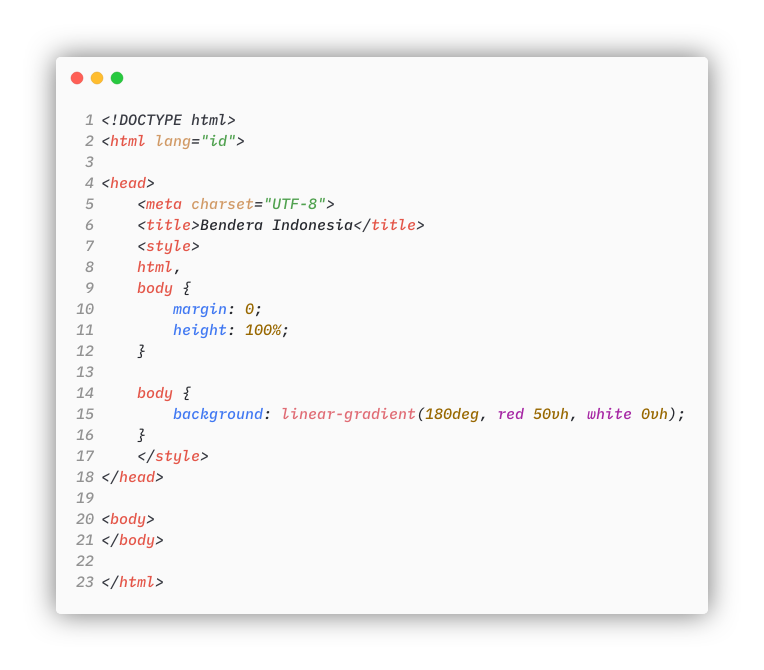 1 <!DOCTYPE html>
2 <html lang="id">
3
4 <head>
5     <meta charset="UTF-8">
6     <title>Bendera Indonesia</title>
7     <style>
8     html,
9     body {
10         margin: 0;
11         height: 100%;
12     }
13
14     body {
15         background: linear-gradient(180deg, red 50vh, white 0vh);
16     }
17     </style>
18 </head>
19
20 <body>
21 </body>
22
23 </html>